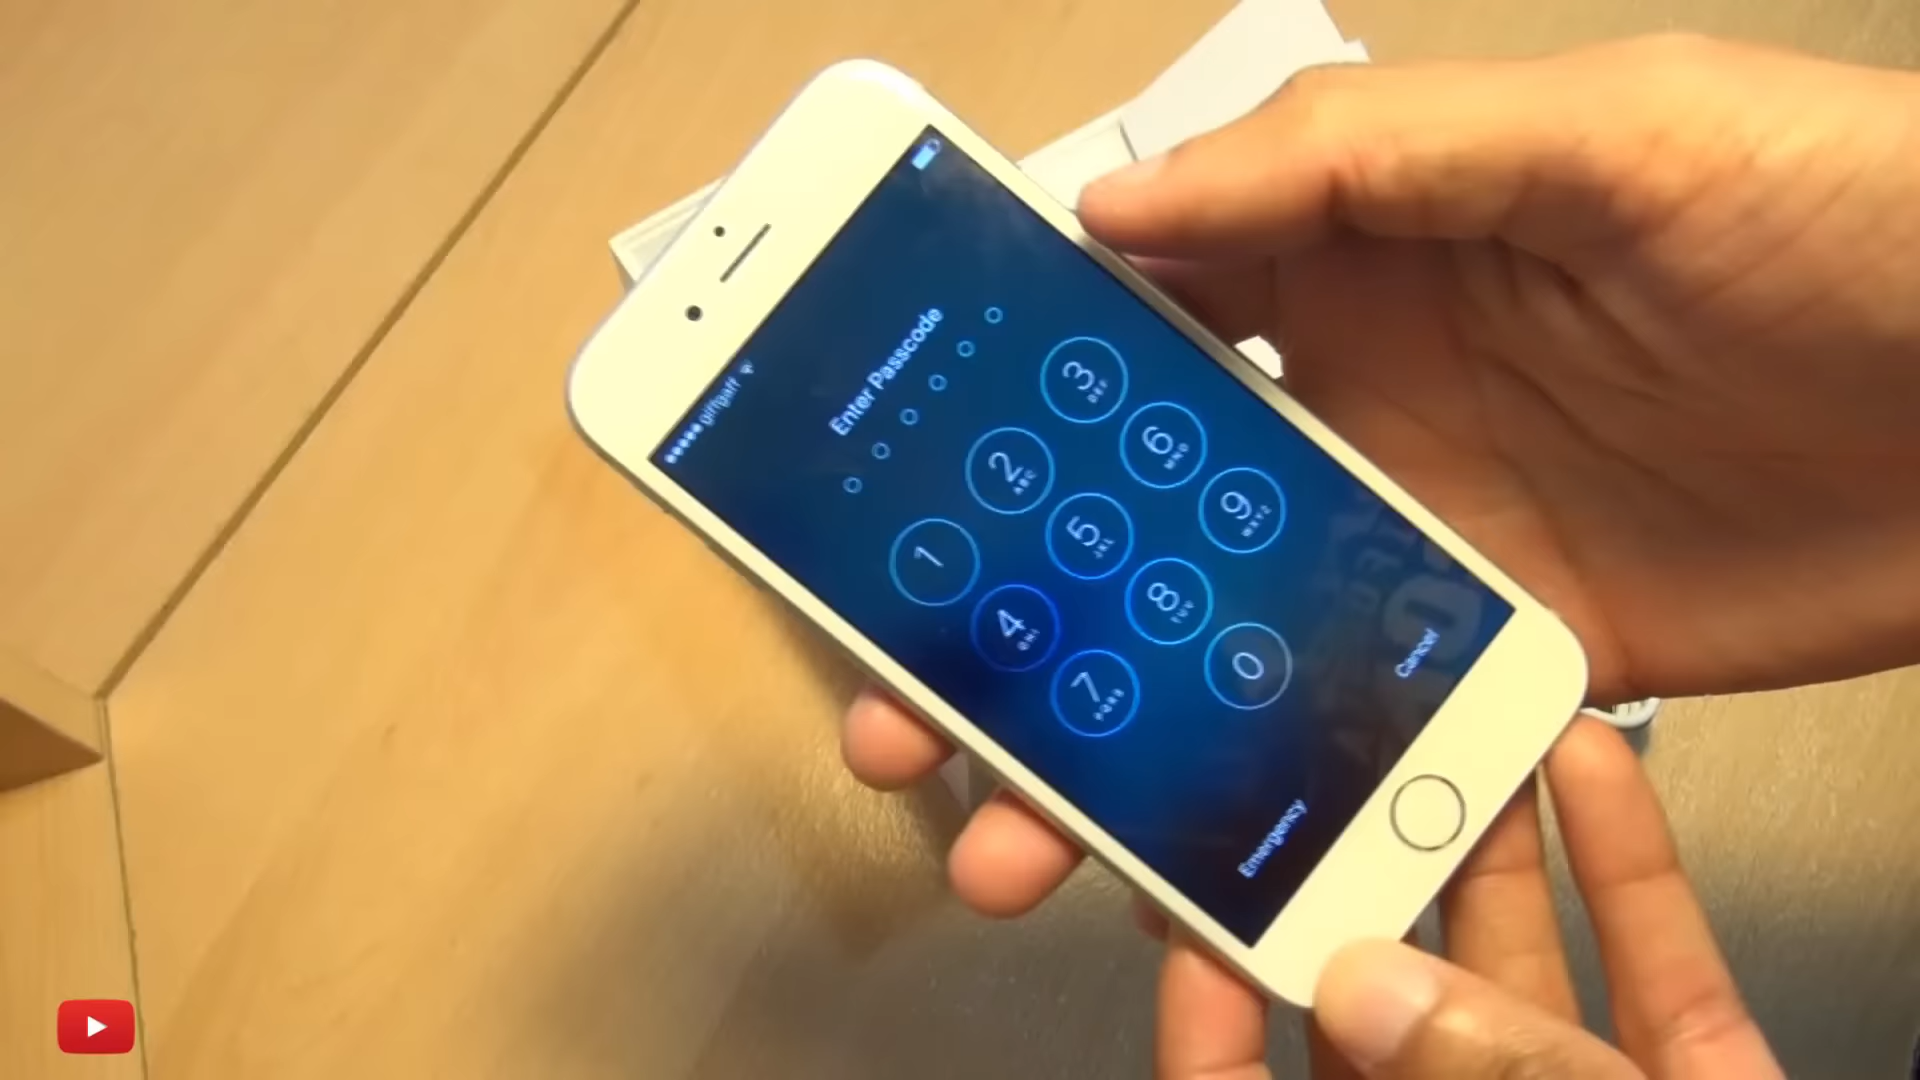 ●●●●● giffgaff
Enter Passcode
1
2 ABC
3 DEF
4 GHI
5 JKL
6 MNO
7 PQRS
8 TUV
9 WXYZ
0
Emergency
Cancel